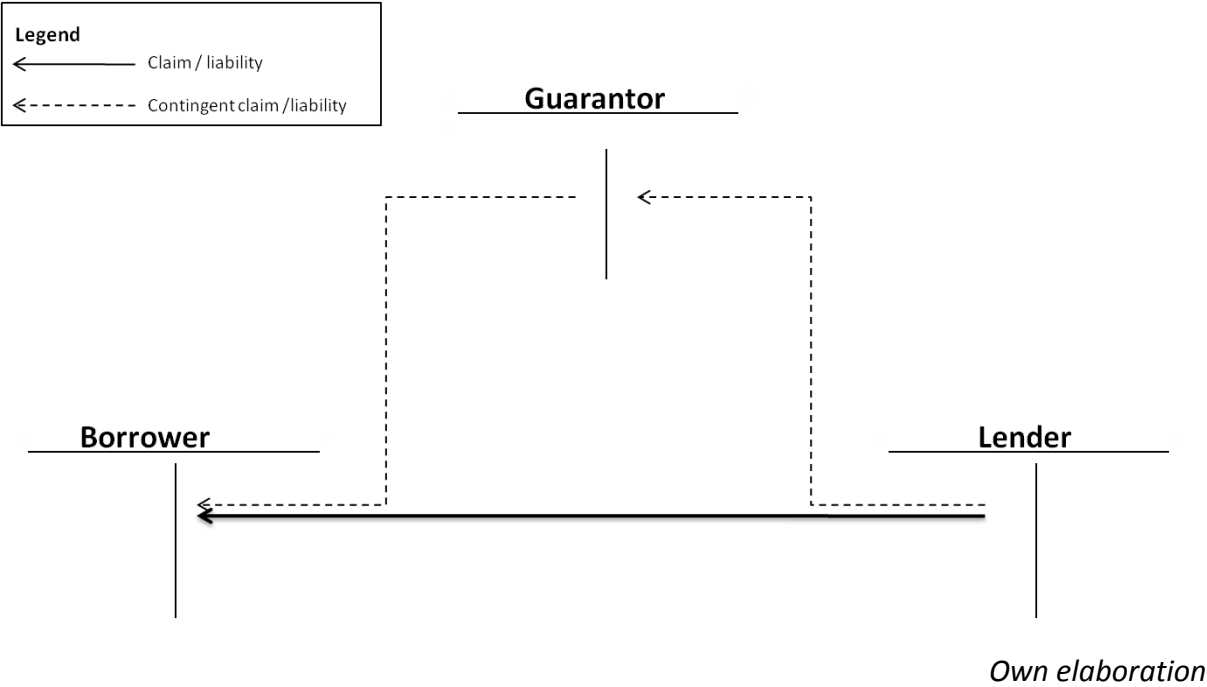 Legend
Claim / liability
Contingent claim /liability
Guarantor
Borrower
Lender
Own elaboration